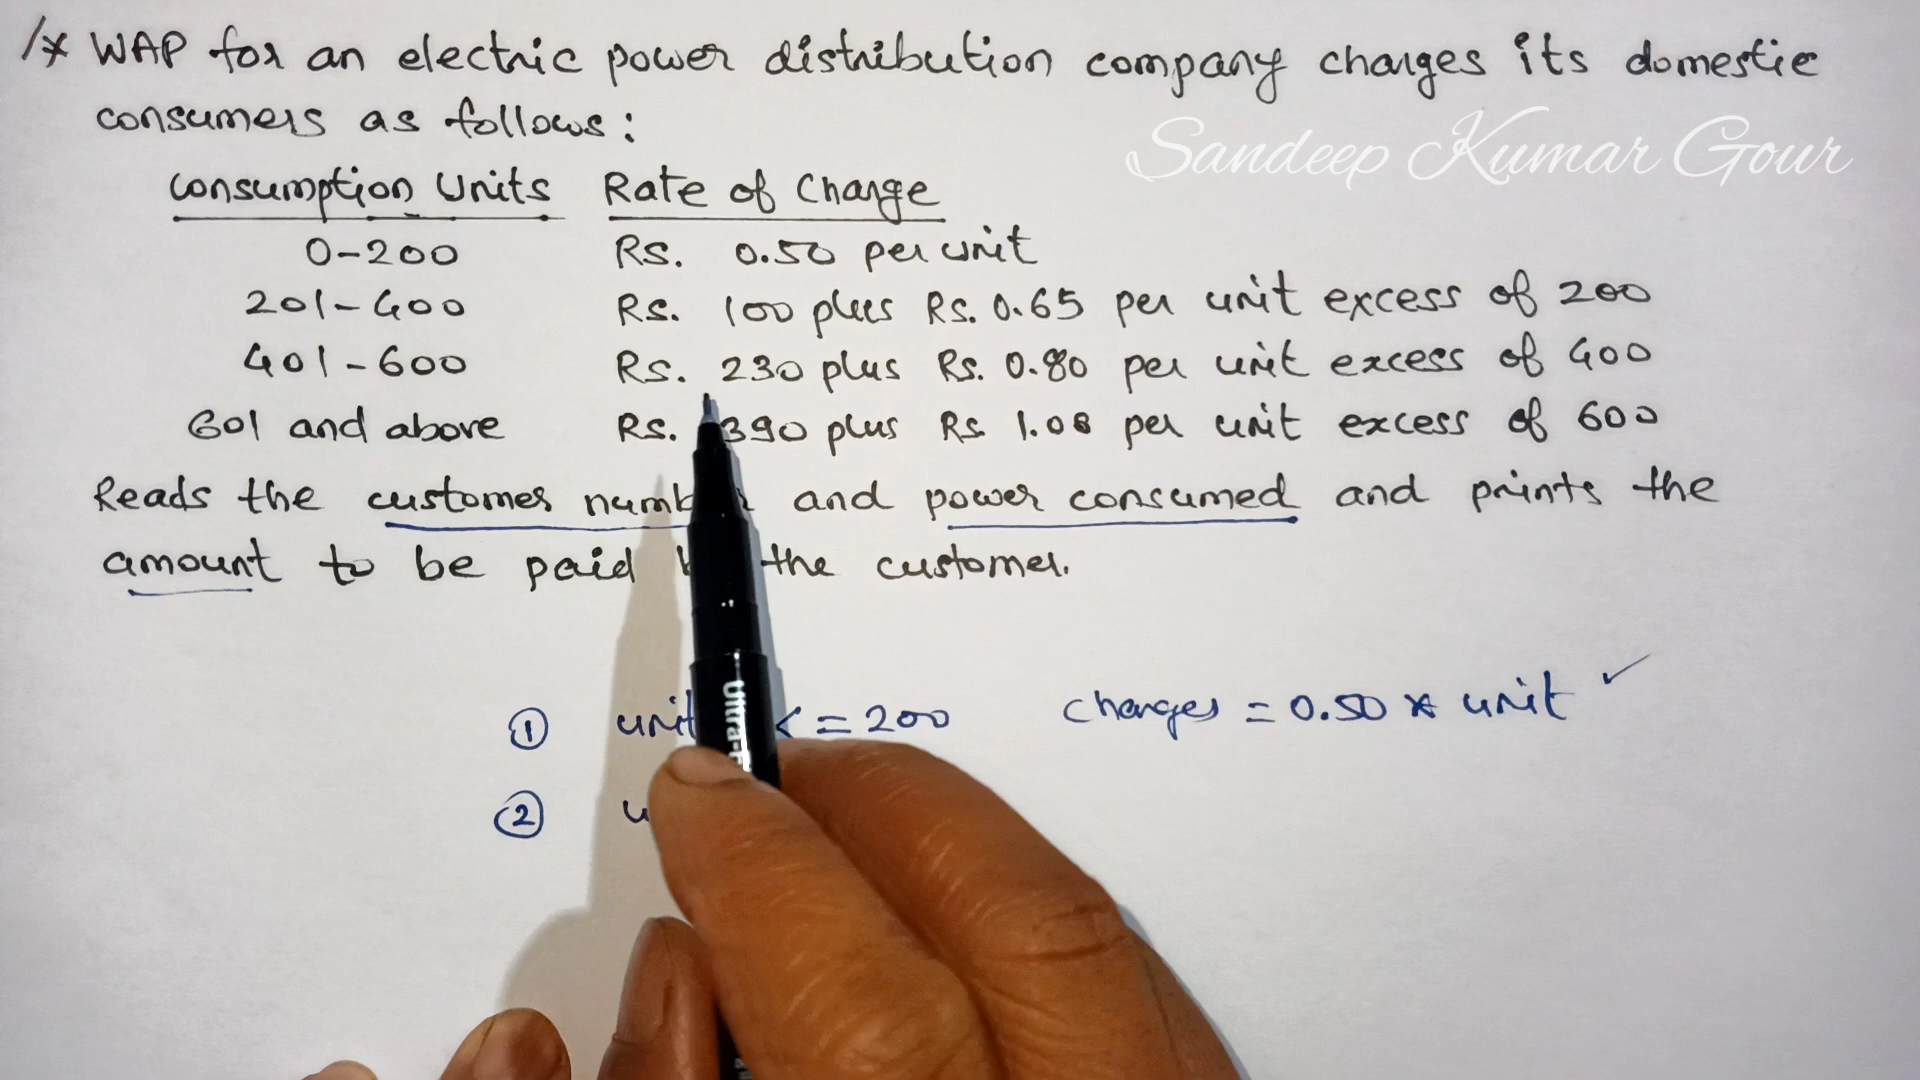 /* WAP for an electric power distribution company charges its domestic
consumers as follows:
Sandeep Kumar Gour
Consumption Units Rate of Charge
0-200 Rs. 0.50 per unit
201-400 Rs. 100 plus Rs. 0.65 per unit excess of 200
401-600 Rs. 230 plus Rs. 0.80 per unit excess of 400
601 and above Rs. 390 plus Rs. 1.08 per unit excess of 600
Reads the customer and power consumed and prints the
amount to be paid the customer.
① <=200 charges = 0.50 * unit ✓
②
Ultra-F